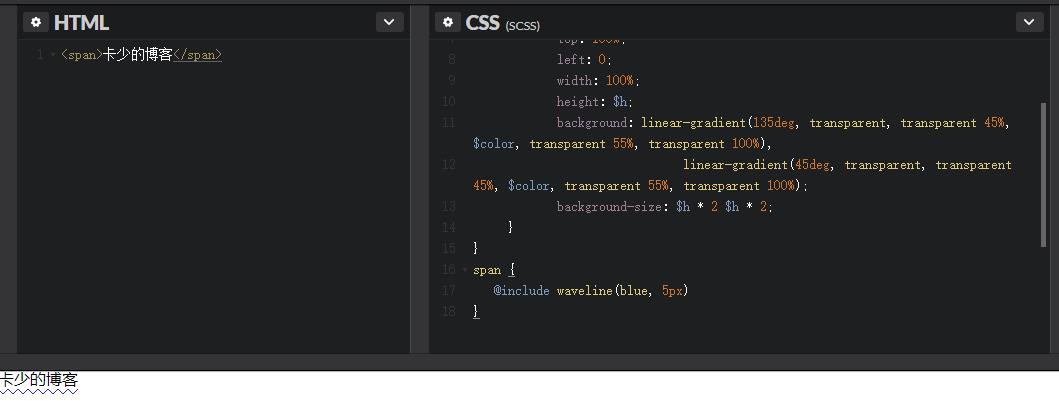 HTML
1 <span>卡少的博客</span>
CSS (SCSS)
top: 100%;
8 left: 0;
9 width: 100%;
10 height: $h;
11 background: linear-gradient(135deg, transparent, transparent 45%,
$color, transparent 55%, transparent 100%),
12 linear-gradient(45deg, transparent, transparent
45%, $color, transparent 55%, transparent 100%);
13 background-size: $h * 2 $h * 2;
14 }
15 }
16 span {
17 @include waveline(blue, 5px)
18 }
卡少的博客